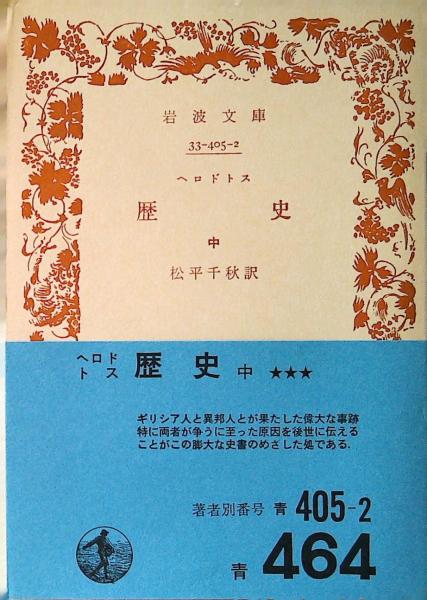 岩波文庫
33-405-2
ヘロドトス
歴史
中
松平千秋訳
ヘロドトス 歴史 中 ★★★
ギリシア人と異邦人とが果たした偉大な事跡
特に両者が争うに至った原因を後世に伝える
ことがこの膨大な史書のめざした処である.
著者別番号 青 405-2
青 464